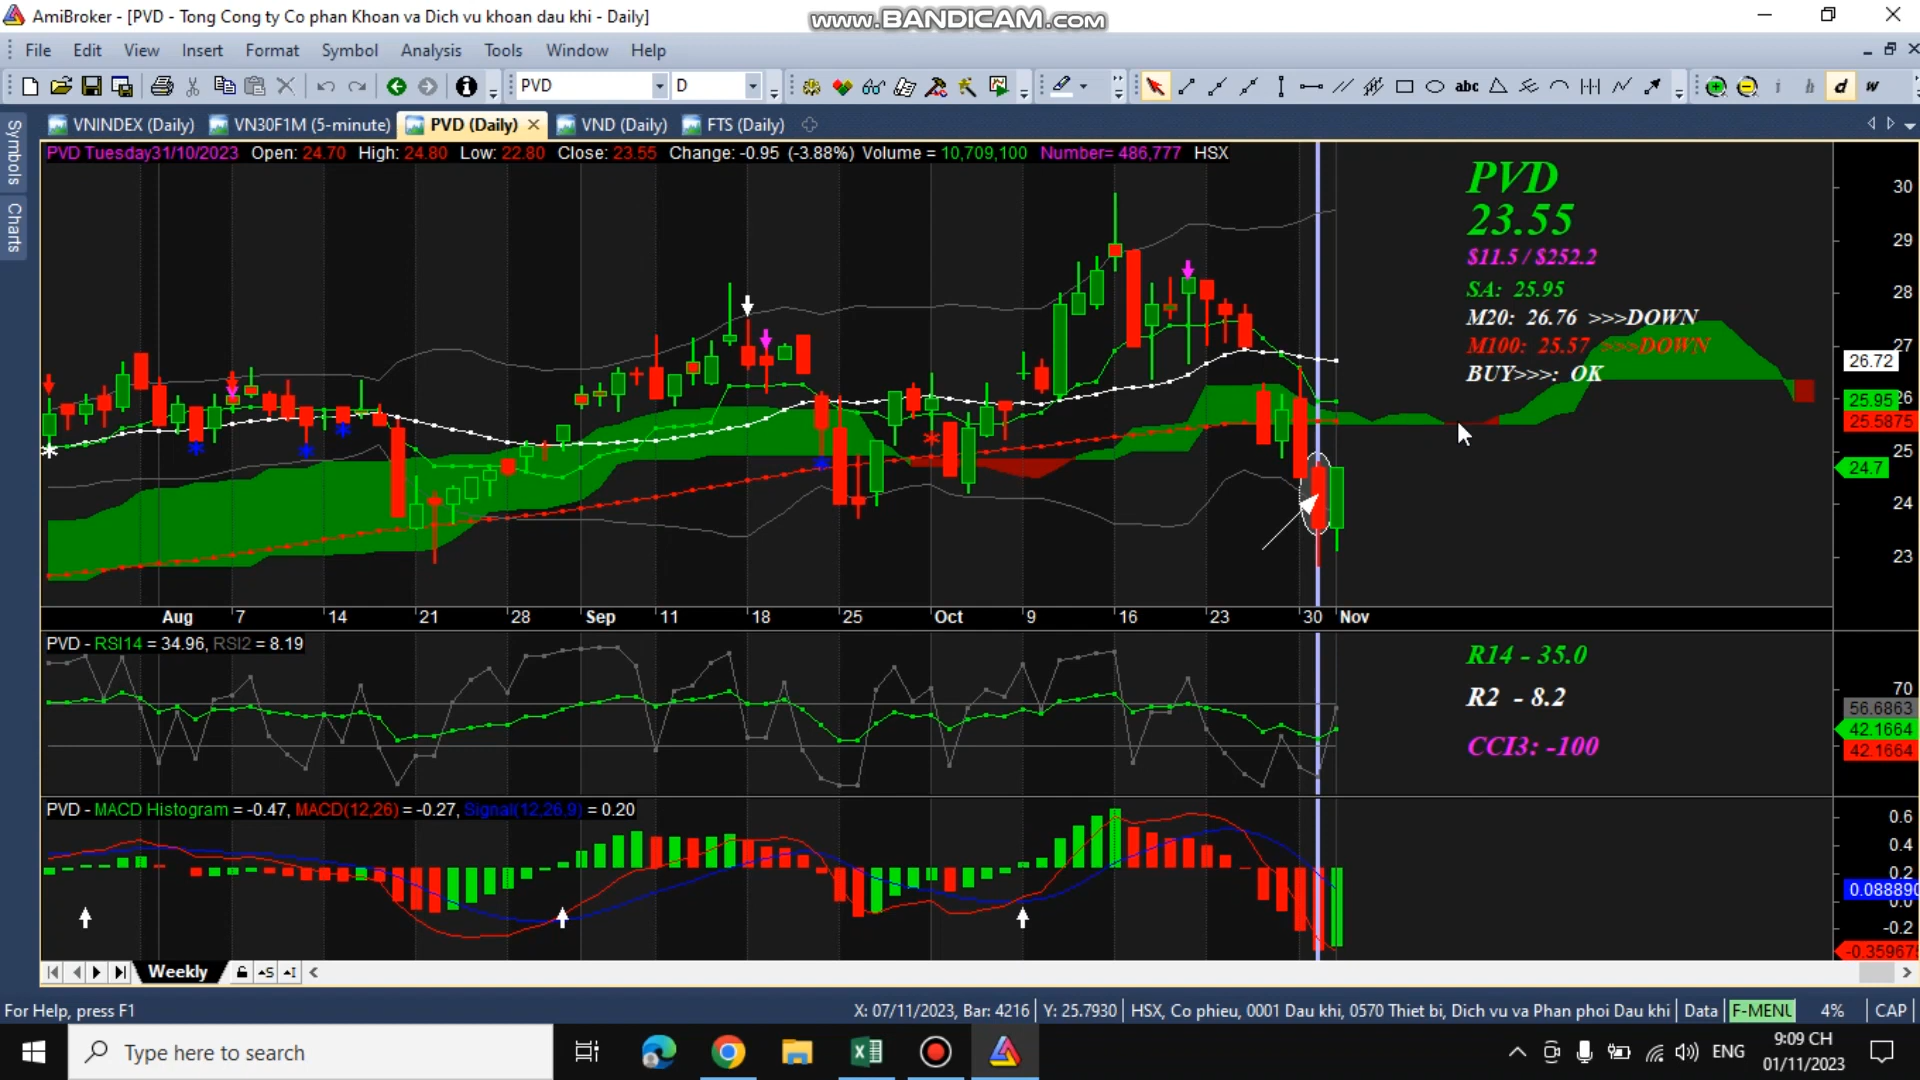 AmiBroker - [PVD - Tong Cong ty Co phan Khoan va Dich vu khoan dau khi - Daily]
www.BANDICAM.com
File Edit View Insert Format Symbol Analysis Tools Window Help
PVD D abc i h d w
VNINDEX (Daily) VN30F1M (5-minute) PVD (Daily) VND (Daily) FTS (Daily)
Symbols
Charts
PVD Tuesday31/10/2023 Open: 24.70 High: 24.80 Low: 22.80 Close: 23.55 Change: -0.95 (-3.88%) Volume = 10,709,100 Number= 486,777 HSX
PVD
23.55
$11.5 / $252.2
SA: 25.95
M20: 26.76 >>>DOWN
M100: 25.57 >>>DOWN
BUY>>>: OK
30
29
28
27
26.72
26
25.95
25.5875
25
24.7
24
23
Aug 7 14 21 28 Sep 11 18 25 Oct 9 16 23 30 Nov
PVD - RSI14 = 34.96, RSI2 = 8.19
R14 - 35.0
R2 - 8.2
CCI3: -100
70
56.6863
42.1664
42.1664
PVD - MACD Histogram = -0.47, MACD(12,26) = -0.27, Signal(12,26,9) = 0.20
0.6
0.4
0.2
0.088890
0.0
-0.2
-0.359675
Weekly
For Help, press F1
X: 07/11/2023, Bar: 4216 Y: 25.7930 HSX, Co phieu, 0001 Dau khi, 0570 Thiet bi, Dich vu va Phan phoi Dau khi Data F-MENU 4% CAP
Type here to search
ENG
9:09 CH
01/11/2023